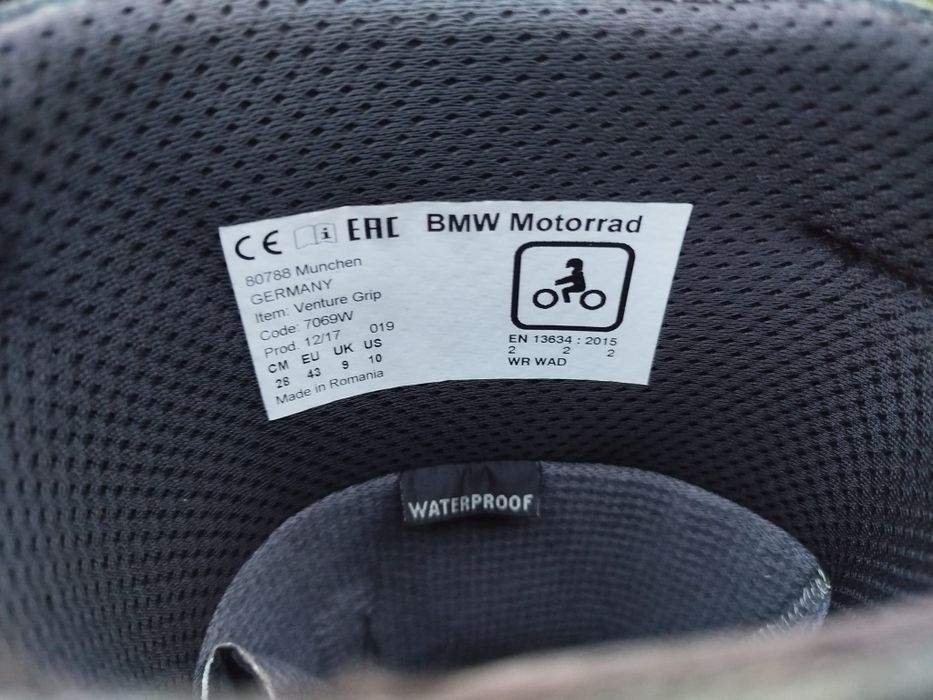 CE i EAC BMW Motorrad
80788 Munchen
GERMANY
Item: Venture Grip
Code: 7069W
Prod. 12/17 019
CM EU UK US
28 43 9 10
Made in Romania
EN 13634 : 2015
2 2 2
WR WAD
WATERPROOF